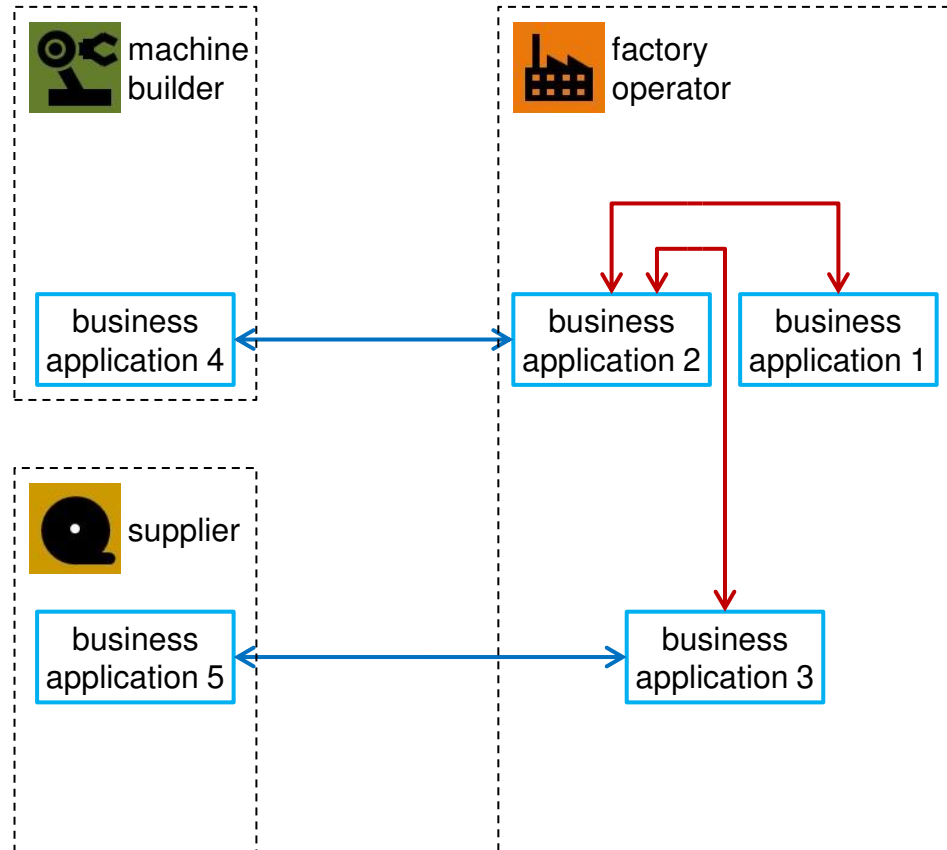 machine
builder
factory
operator
business
application 4
business
application 2
business
application 1
supplier
business
application 5
business
application 3